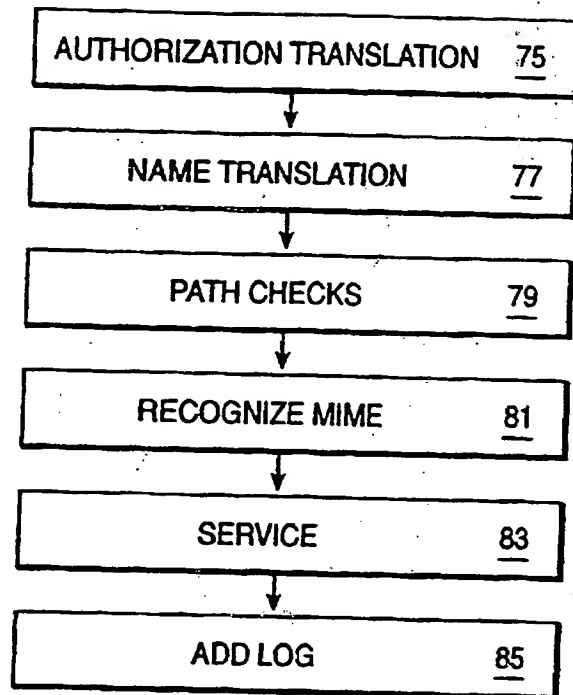 AUTHORIZATION TRANSLATION 75
NAME TRANSLATION 77
PATH CHECKS 79
RECOGNIZE MIME 81
SERVICE 83
ADD LOG 85